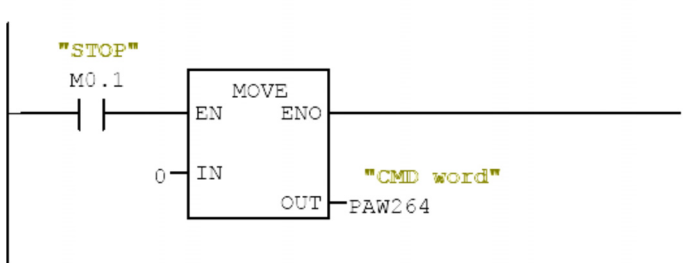 "STOP"
M0.1
MOVE
EN ENO
0 IN
"CMD word"
OUT PAW264